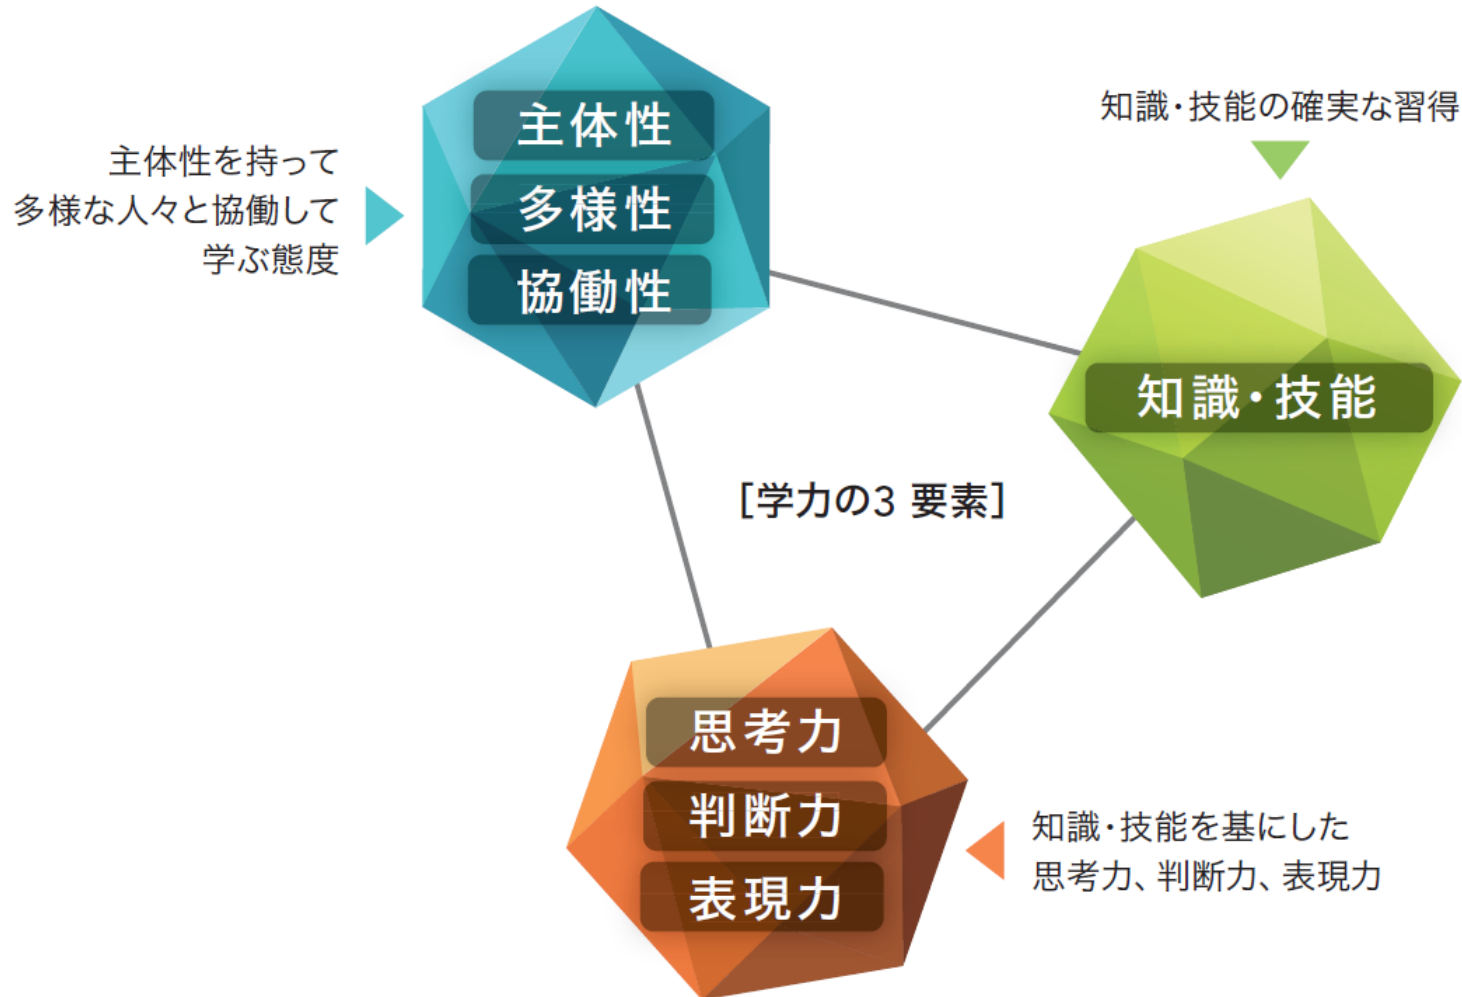 主体性
多様性
協働性
主体性を持って
多様な人々と協働して
学ぶ態度
知識・技能の確実な習得
知識・技能
[学力の3 要素]
思考力
判断力
表現力
知識・技能を基にした
思考力、判断力、表現力